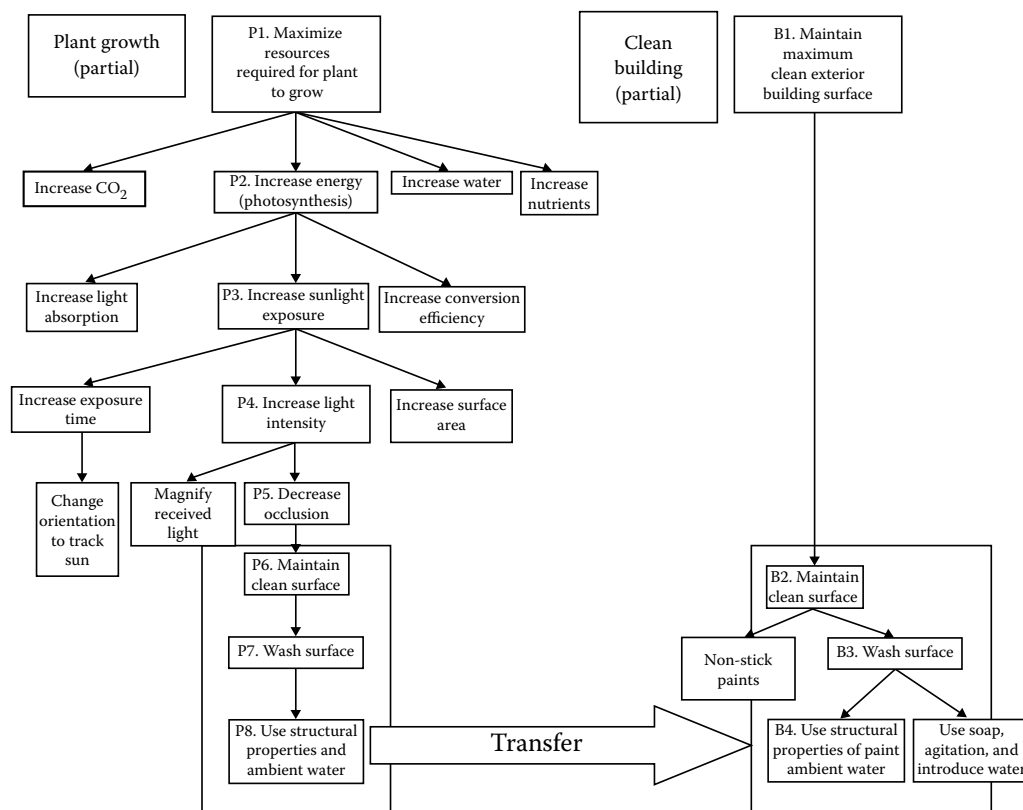 Plant growth
(partial)
P1. Maximize
resources
required for plant
to grow
Clean
building
(partial)
B1. Maintain
maximum
clean exterior
building surface
Increase CO2
P2. Increase energy
(photosynthesis)
Increase water
Increase
nutrients
Increase light
absorption
P3. Increase sunlight
exposure
Increase conversion
efficiency
Increase exposure
time
P4. Increase light
intensity
Increase surface
area
Change
orientation
to track
sun
Magnify
received
light
P5. Decrease
occlusion
P6. Maintain
clean surface
B2. Maintain
clean surface
P7. Wash surface
Non-stick
paints
B3. Wash surface
P8. Use structural
properties and
ambient water
Transfer
B4. Use structural
properties of paint
ambient water
Use soap,
agitation, and
introduce water